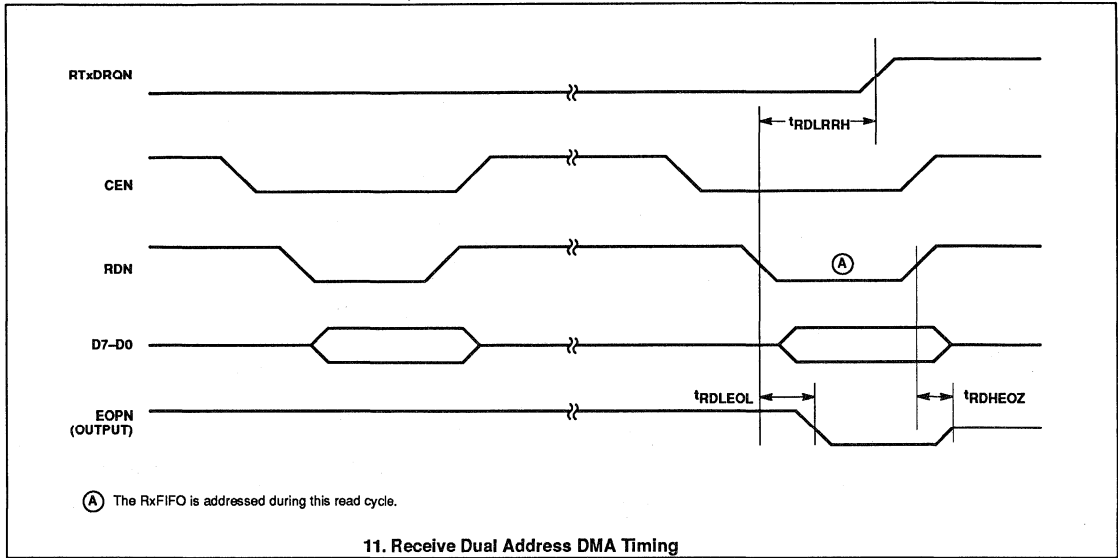 RTxDRQN
tRDLRRH
CEN
RDN
A
D7–D0
tRDLEOL
tRDHEOZ
EOPN
(OUTPUT)
A The RxFIFO is addressed during this read cycle.
11. Receive Dual Address DMA Timing